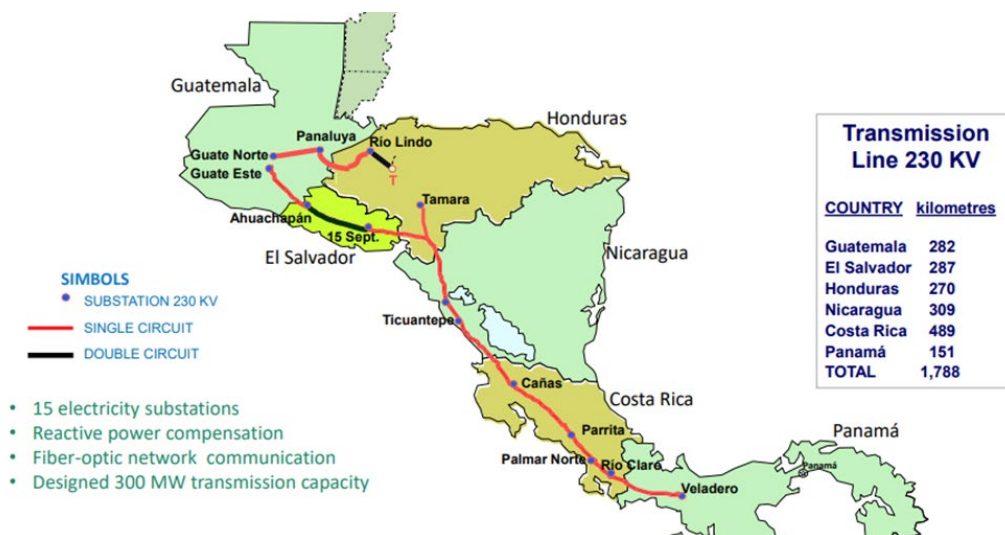 Guatemala
Honduras
Panaluya
Río Lindo
Guate Norte
Guate Este
T
Tamara
Ahuachapán
15 Sept.
El Salvador
Nicaragua
Ticuantepe
Cañas
Costa Rica
Parrita
Palmar Norte
Río Claro
Panamá
Panamá
Veladero
SIMBOLS
SUBSTATION 230 KV
SINGLE CIRCUIT
DOUBLE CIRCUIT
• 15 electricity substations
• Reactive power compensation
• Fiber-optic network communication
• Designed 300 MW transmission capacity
Transmission
Line 230 KV
COUNTRY kilometres
Guatemala 282
El Salvador 287
Honduras 270
Nicaragua 309
Costa Rica 489
Panamá 151
TOTAL 1,788